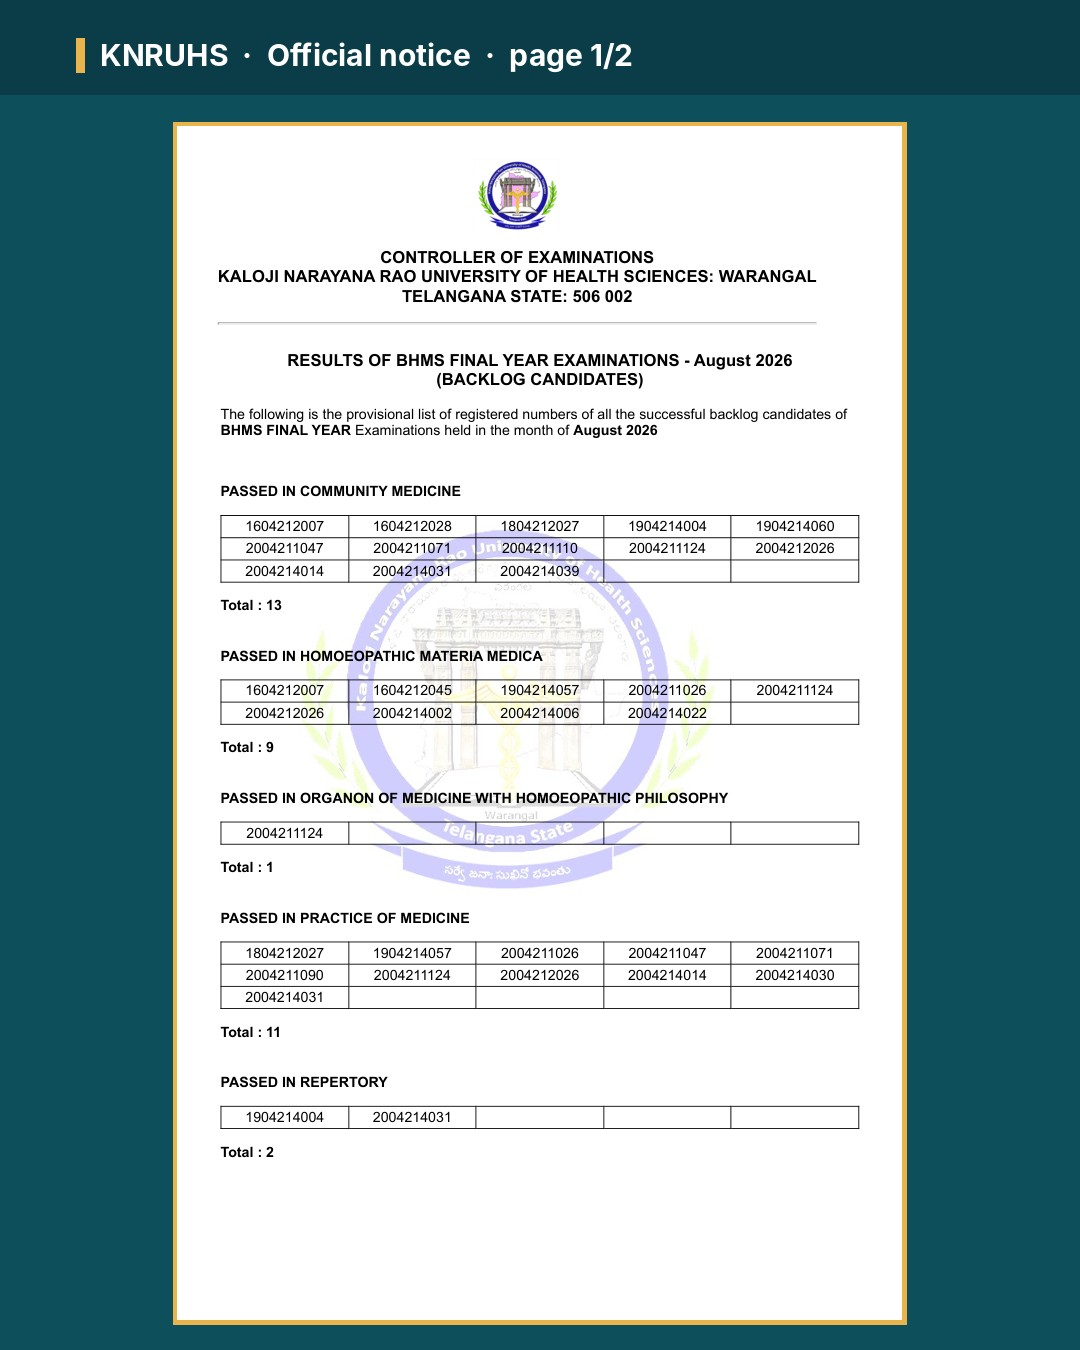 KNRUHS · Official notice · page 1/2
CONTROLLER OF EXAMINATIONS
KALOJI NARAYANA RAO UNIVERSITY OF HEALTH SCIENCES: WARANGAL
TELANGANA STATE: 506 002
RESULTS OF BHMS FINAL YEAR EXAMINATIONS - August 2026
(BACKLOG CANDIDATES)
The following is the provisional list of registered numbers of all the successful backlog candidates of
BHMS FINAL YEAR Examinations held in the month of August 2026
PASSED IN COMMUNITY MEDICINE
1604212007 1604212028 1804212027 1904214004 1904214060
2004211047 2004211071 2004211110 2004211124 2004212026
2004214014 2004214031 2004214039
Total : 13
PASSED IN HOMOEOPATHIC MATERIA MEDICA
1604212007 1604212045 1904214057 2004211026 2004211124
2004212026 2004214002 2004214006 2004214022
Total : 9
PASSED IN ORGANON OF MEDICINE WITH HOMOEOPATHIC PHILOSOPHY
Warangal
2004211124
Telangana State
Total : 1
సర్వే జనాః సుఖినో భవంతు
PASSED IN PRACTICE OF MEDICINE
1804212027 1904214057 2004211026 2004211047 2004211071
2004211090 2004211124 2004212026 2004214014 2004214030
2004214031
Total : 11
PASSED IN REPERTORY
1904214004 2004214031
Total : 2